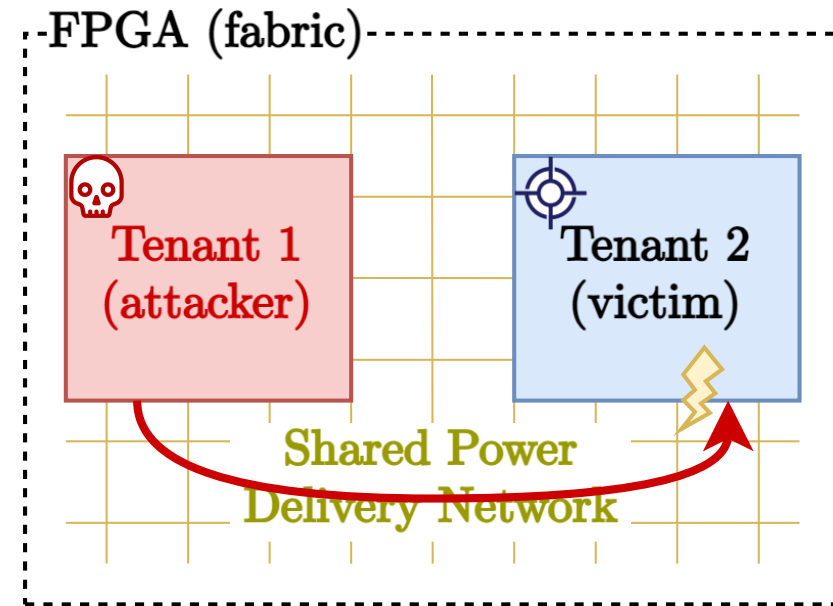 FPGA (fabric)
Tenant 1
(attacker)
Tenant 2
(victim)
Shared Power
Delivery Network